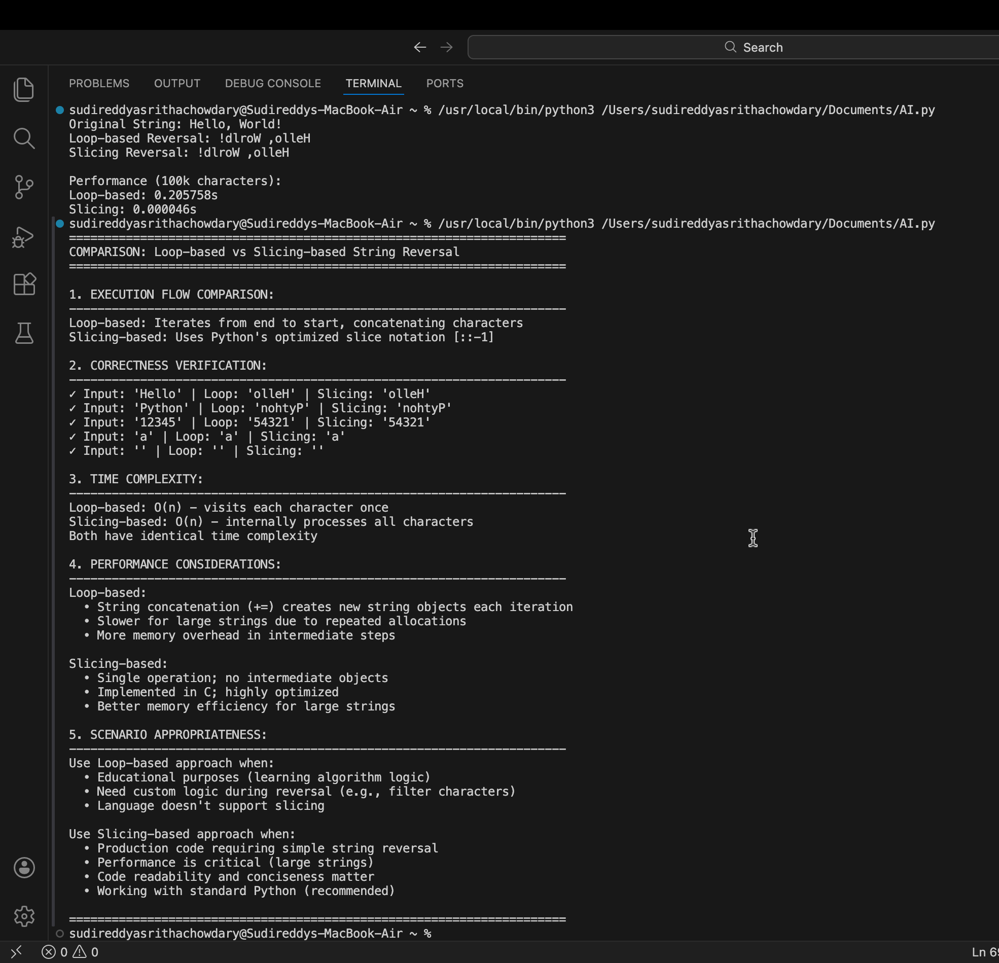 Search
PROBLEMS OUTPUT DEBUG CONSOLE TERMINAL PORTS
sudireddyasrithachowdary@Sudireddys-MacBook-Air ~ % /usr/local/bin/python3 /Users/sudireddyasrithachowdary/Documents/AI.py
Original String: Hello, World!
Loop-based Reversal: !dlroW ,olleH
Slicing Reversal: !dlroW ,olleH
Performance (100k characters):
Loop-based: 0.205758s
Slicing: 0.000046s
sudireddyasrithachowdary@Sudireddys-MacBook-Air ~ % /usr/local/bin/python3 /Users/sudireddyasrithachowdary/Documents/AI.py
======================================================================
COMPARISON: Loop-based vs Slicing-based String Reversal
======================================================================
1. EXECUTION FLOW COMPARISON:
----------------------------------------------------------------------
Loop-based: Iterates from end to start, concatenating characters
Slicing-based: Uses Python's optimized slice notation [::-1]
2. CORRECTNESS VERIFICATION:
----------------------------------------------------------------------
✓ Input: 'Hello' | Loop: 'olleH' | Slicing: 'olleH'
✓ Input: 'Python' | Loop: 'nohtyP' | Slicing: 'nohtyP'
✓ Input: '12345' | Loop: '54321' | Slicing: '54321'
✓ Input: 'a' | Loop: 'a' | Slicing: 'a'
✓ Input: '' | Loop: '' | Slicing: ''
3. TIME COMPLEXITY:
----------------------------------------------------------------------
Loop-based: O(n) - visits each character once
Slicing-based: O(n) - internally processes all characters
Both have identical time complexity
4. PERFORMANCE CONSIDERATIONS:
----------------------------------------------------------------------
Loop-based:
• String concatenation (+=) creates new string objects each iteration
• Slower for large strings due to repeated allocations
• More memory overhead in intermediate steps
Slicing-based:
• Single operation; no intermediate objects
• Implemented in C; highly optimized
• Better memory efficiency for large strings
5. SCENARIO APPROPRIATENESS:
----------------------------------------------------------------------
Use Loop-based approach when:
• Educational purposes (learning algorithm logic)
• Need custom logic during reversal (e.g., filter characters)
• Language doesn't support slicing
Use Slicing-based approach when:
• Production code requiring simple string reversal
• Performance is critical (large strings)
• Code readability and conciseness matter
• Working with standard Python (recommended)
======================================================================
sudireddyasrithachowdary@Sudireddys-MacBook-Air ~ %
0 0
Ln